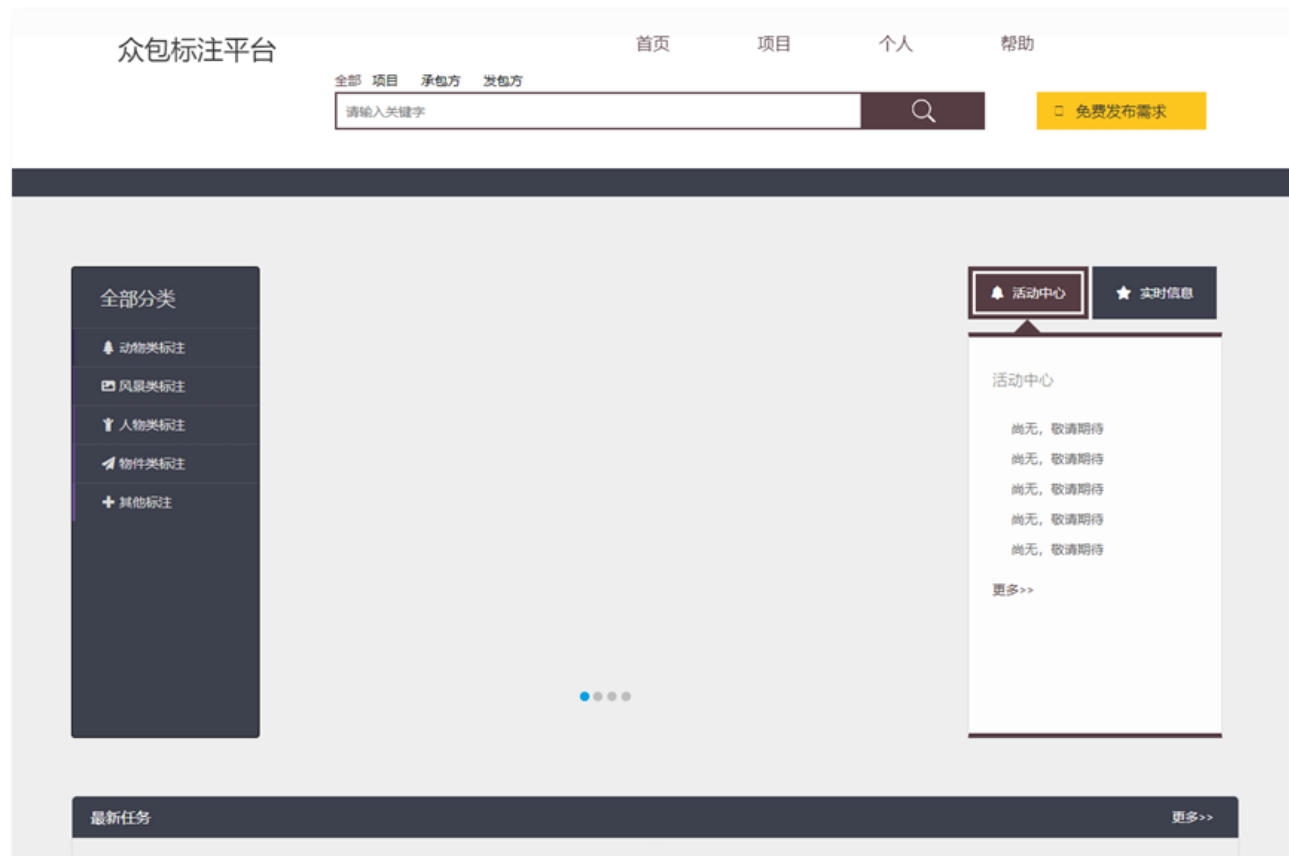 众包标注平台
首页 项目 个人 帮助
全部 项目 承包方 发包方
请输入关键字
免费发布需求
全部分类
动物类标注
风景类标注
人物类标注
物件类标注
其他标注
活动中心 实时信息
活动中心
尚无，敬请期待
尚无，敬请期待
尚无，敬请期待
尚无，敬请期待
尚无，敬请期待
更多>>
最新任务 更多>>